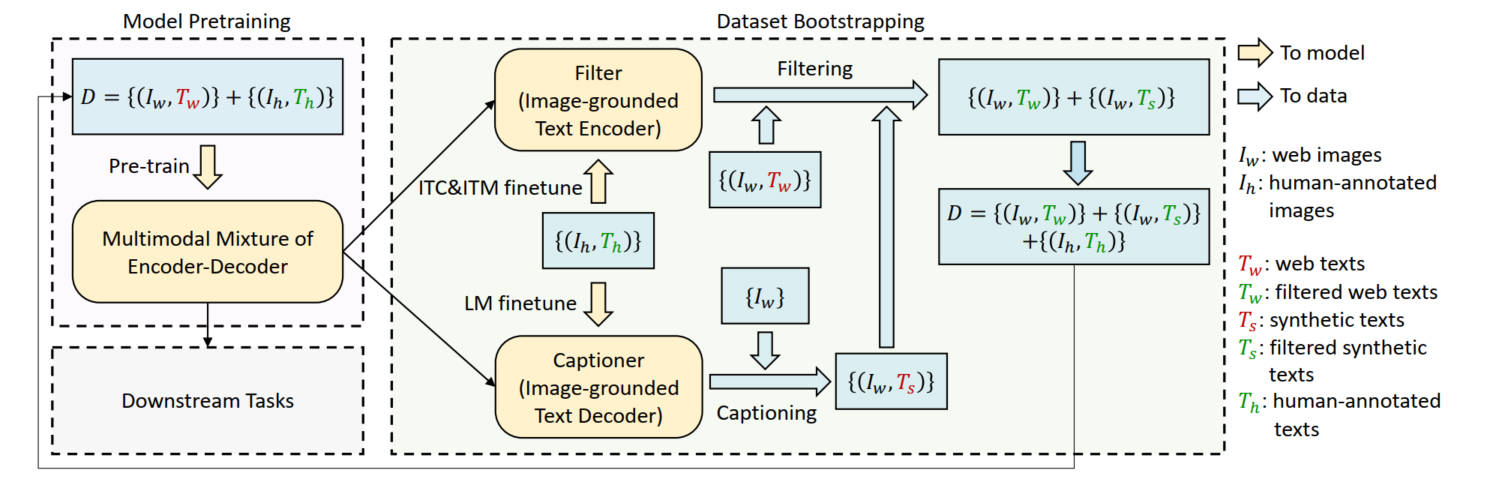 Model Pretraining
D = {(I_w, T_w)} + {(I_h, T_h)}
Pre-train
Multimodal Mixture of
Encoder-Decoder
Downstream Tasks
Dataset Bootstrapping
Filter
(Image-grounded
Text Encoder)
ITC&ITM finetune
{(I_h, T_h)}
LM finetune
Captioner
(Image-grounded
Text Decoder)
Filtering
{(I_w, T_w)}
{I_w}
Captioning
{(I_w, T_s)}
{(I_w, T_w)} + {(I_w, T_s)}
D = {(I_w, T_w)} + {(I_w, T_s)}
+{(I_h, T_h)}
To model
To data
I_w: web images
I_h: human-annotated
images
T_w: web texts
T_w: filtered web texts
T_s: synthetic texts
T_s: filtered synthetic
texts
T_h: human-annotated
texts